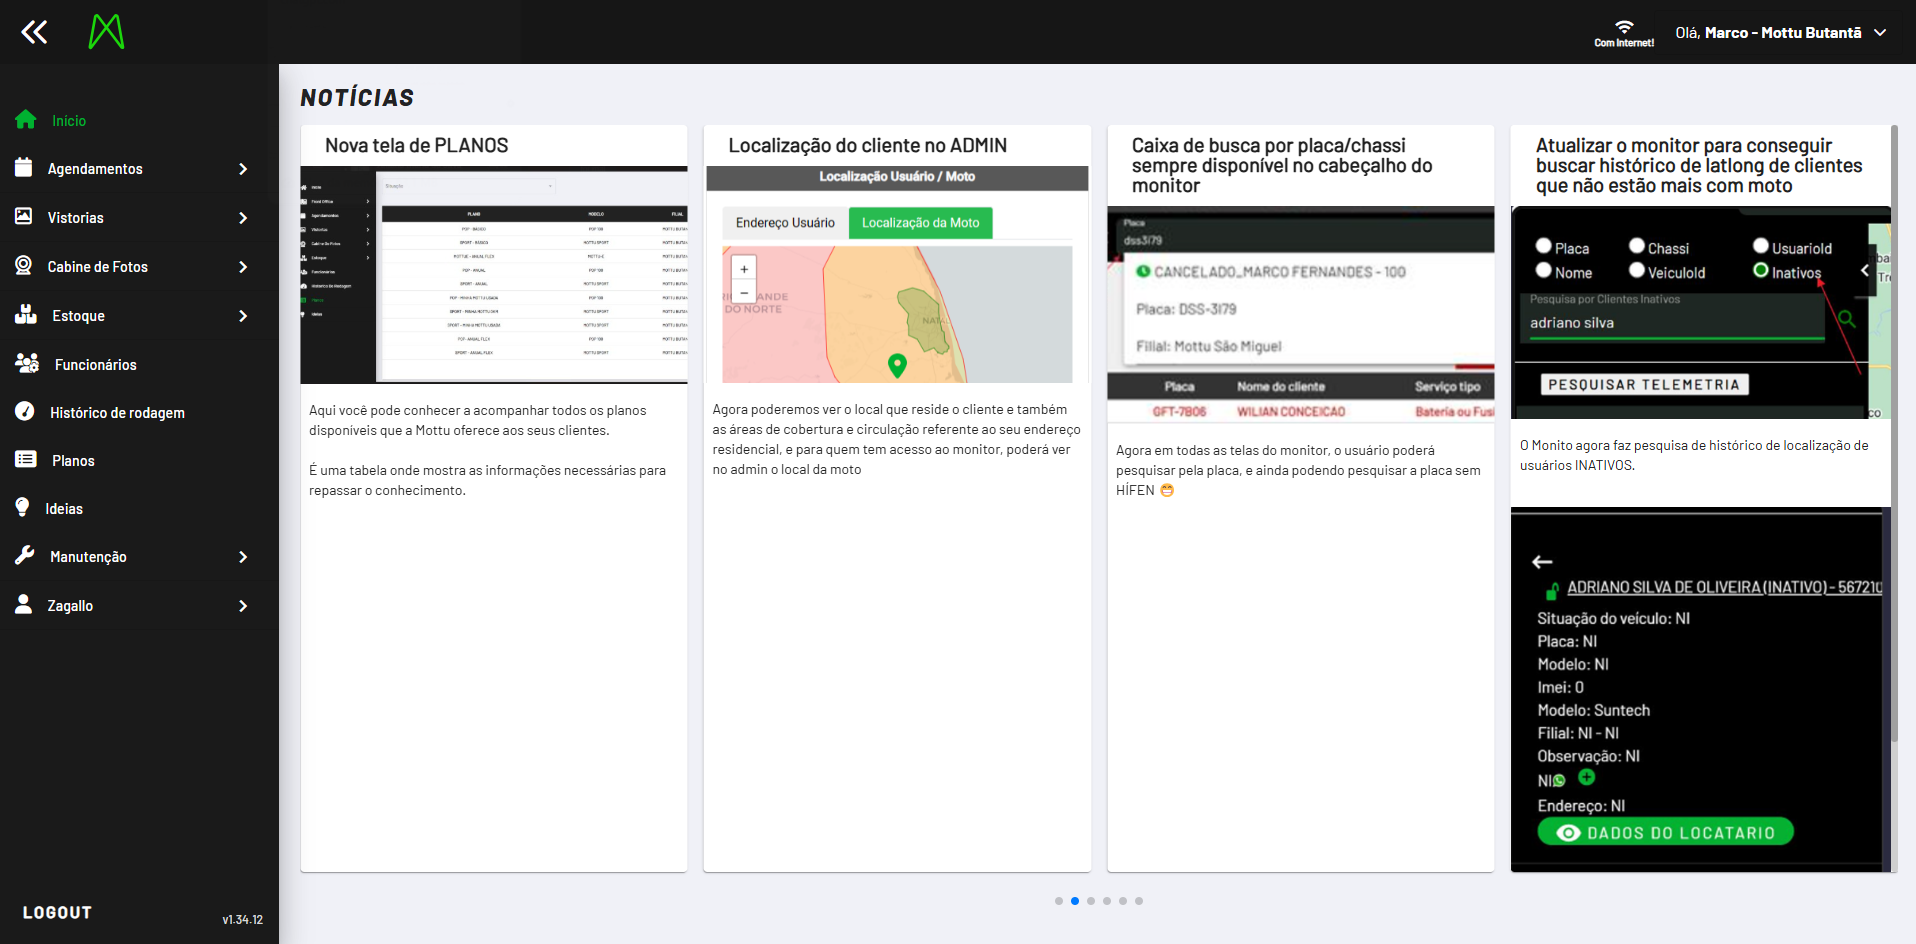 Com Internet!
Olá, Marco - Mottu Butantã
Início
Agendamentos
Vistorias
Cabine de Fotos
Estoque
Funcionários
Histórico de rodagem
Planos
Ideias
Manutenção
Zagallo
LOGOUT
v1.34.12
NOTÍCIAS
Nova tela de PLANOS
Situação
PLANO MODELO FILIAL
Aqui você pode conhecer a acompanhar todos os planos
disponíveis que a Mottu oferece aos seus clientes.
É uma tabela onde mostra as informações necessárias para
repassar o conhecimento.
Localização do cliente no ADMIN
Localização Usuário / Moto
Endereço Usuário
Localização da Moto
+
−
DO NORTE
Agora poderemos ver o local que reside o cliente e também
as áreas de cobertura e circulação referente ao seu endereço
residencial, e para quem tem acesso ao monitor, poderá ver
no admin o local da moto
Caixa de busca por placa/chassi
sempre disponível no cabeçalho do
monitor
Placa
dss3i79
CANCELADO_MARCO FERNANDES - 100
Placa: DSS-3I79
Filial: Mottu São Miguel
Placa Nome do cliente Serviço tipo
GFT-7806 WILIAN CONCEICAO Bateria ou Fusi
Agora em todas as telas do monitor, o usuário poderá
pesquisar pela placa, e ainda podendo pesquisar a placa sem
HÍFEN 😁
Atualizar o monitor para conseguir
buscar histórico de latlong de clientes
que não estão mais com moto
Placa Chassi UsuarioId
Nome VeiculoId Inativos
Pesquisa por Clientes Inativos
adriano silva
PESQUISAR TELEMETRIA
O Monito agora faz pesquisa de histórico de localização de
usuários INATIVOS.
ADRIANO SILVA DE OLIVEIRA (INATIVO) - 567210
Situação do veículo: NI
Placa: NI
Modelo: NI
Imei: 0
Modelo: Suntech
Filial: NI - NI
Observação: NI
NI
Endereço: NI
DADOS DO LOCATARIO